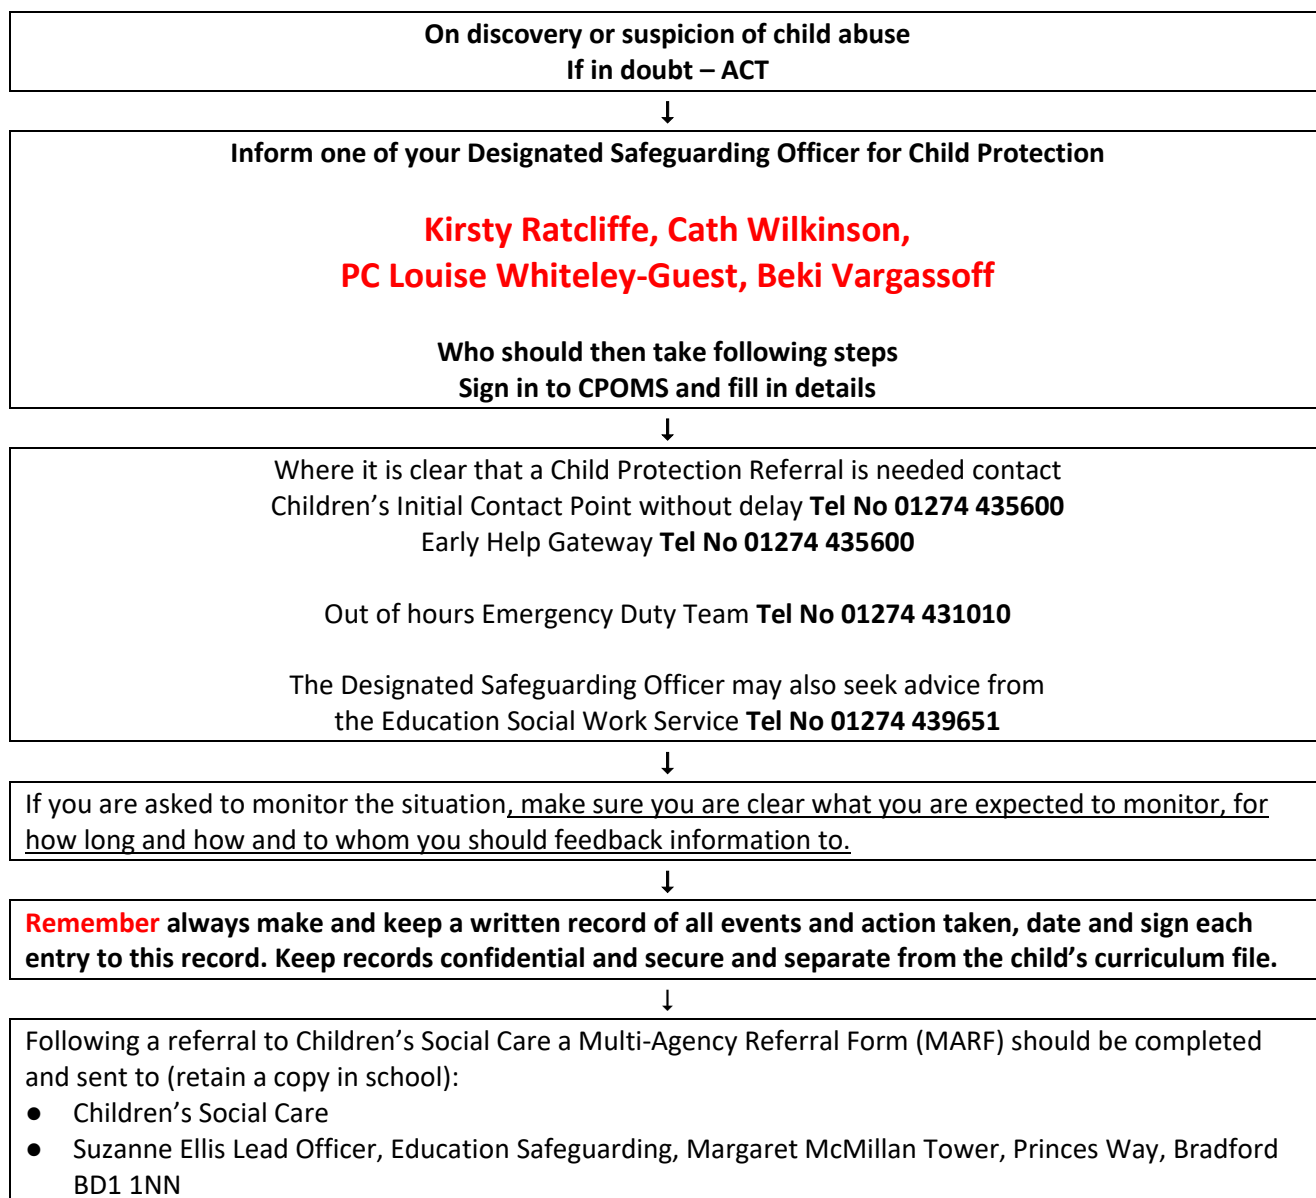 On discovery or suspicion of child abuse
If in doubt – ACT
↓
Inform one of your Designated Safeguarding Officer for Child Protection
Kirsty Ratcliffe, Cath Wilkinson,
PC Louise Whiteley-Guest, Beki Vargassoff
Who should then take following steps
Sign in to CPOMS and fill in details
↓
Where it is clear that a Child Protection Referral is needed contact
Children’s Initial Contact Point without delay Tel No 01274 435600
Early Help Gateway Tel No 01274 435600
Out of hours Emergency Duty Team Tel No 01274 431010
The Designated Safeguarding Officer may also seek advice from
the Education Social Work Service Tel No 01274 439651
↓
If you are asked to monitor the situation, make sure you are clear what you are expected to monitor, for
how long and how and to whom you should feedback information to.
↓
Remember always make and keep a written record of all events and action taken, date and sign each
entry to this record. Keep records confidential and secure and separate from the child’s curriculum file.
↓
Following a referral to Children’s Social Care a Multi-Agency Referral Form (MARF) should be completed
and sent to (retain a copy in school):
● Children’s Social Care
● Suzanne Ellis Lead Officer, Education Safeguarding, Margaret McMillan Tower, Princes Way, Bradford
BD1 1NN